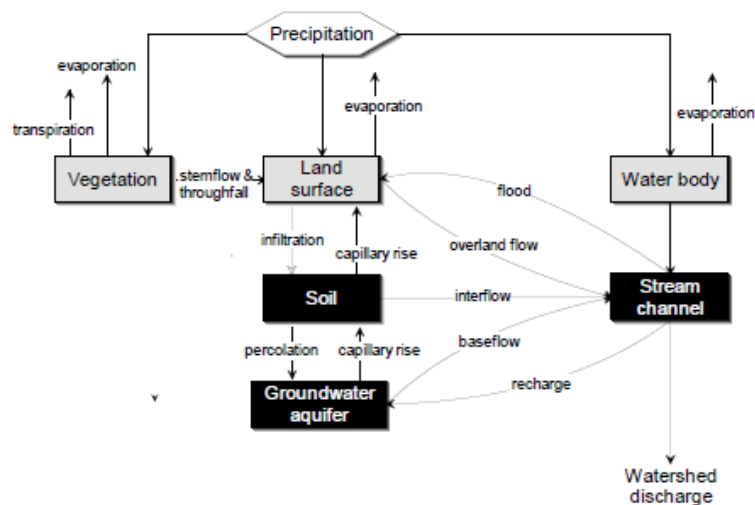 Precipitation
evaporation
transpiration
evaporation
evaporation
Vegetation
.stemflow &
throughfall
Land
surface
Water body
flood
infiltration
capillary rise
overland flow
Soil
interflow
Stream
channel
percolation
capillary rise
baseflow
Groundwater
aquifer
recharge
Watershed
discharge